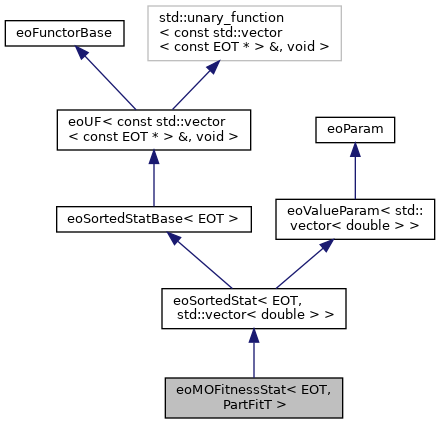 std::unary_function
< const std::vector
< const EOT * > &, void >
eoFunctorBase
eoUF< const std::vector
< const EOT * > &, void >
eoParam
eoSortedStatBase< EOT >
eoValueParam< std::
vector< double > >
eoSortedStat< EOT,
std::vector< double > >
eoMOFitnessStat< EOT,
PartFitT >